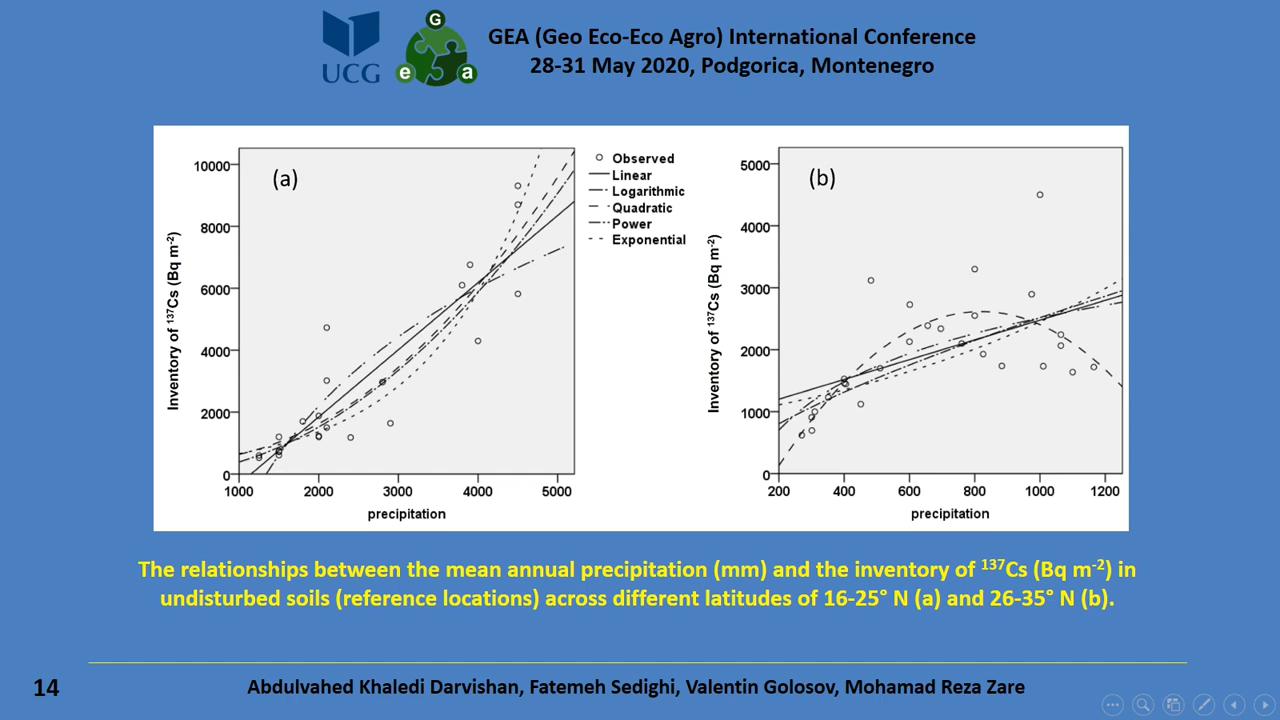 UCG
G
e
a
GEA (Geo Eco-Eco Agro) International Conference
28-31 May 2020, Podgorica, Montenegro
(a)
Inventory of ¹³⁷Cs (Bq m⁻²)
10000
8000
6000
4000
2000
0
1000 2000 3000 4000 5000
precipitation
Observed
Linear
Logarithmic
Quadratic
Power
Exponential
(b)
Inventory of ¹³⁷Cs (Bq m⁻²)
5000
4000
3000
2000
1000
0
200 400 600 800 1000 1200
precipitation
The relationships between the mean annual precipitation (mm) and the inventory of ¹³⁷Cs (Bq m⁻²) in
undisturbed soils (reference locations) across different latitudes of 16-25° N (a) and 26-35° N (b).
14
Abdulvahed Khaledi Darvishan, Fatemeh Sedighi, Valentin Golosov, Mohamad Reza Zare